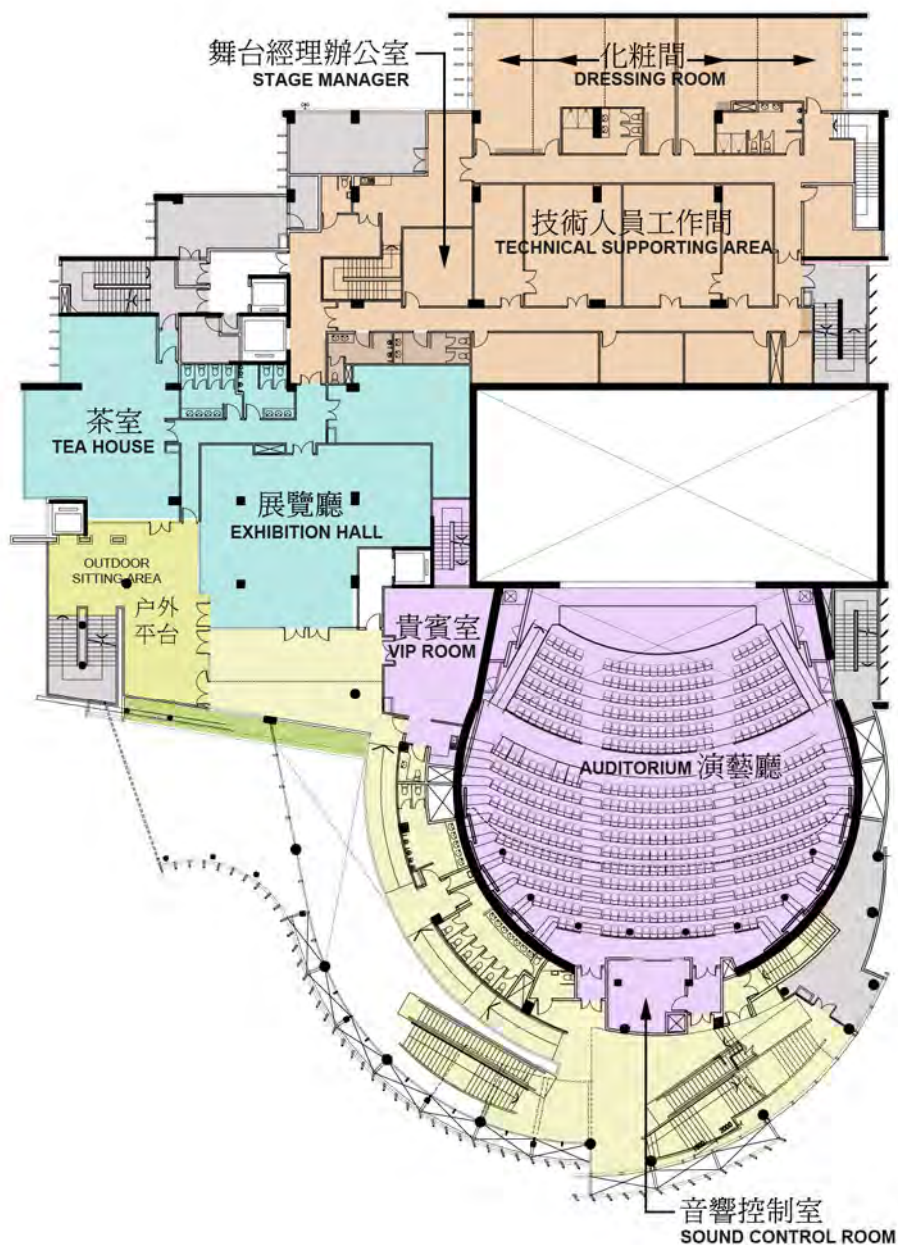 舞台經理辦公室
STAGE MANAGER
化粧間
DRESSING ROOM
技術人員工作間
TECHNICAL SUPPORTING AREA
茶室
TEA HOUSE
展覽廳
EXHIBITION HALL
OUTDOOR
SITTING AREA
户外
平台
貴賓室
VIP ROOM
AUDITORIUM 演藝廳
音響控制室
SOUND CONTROL ROOM